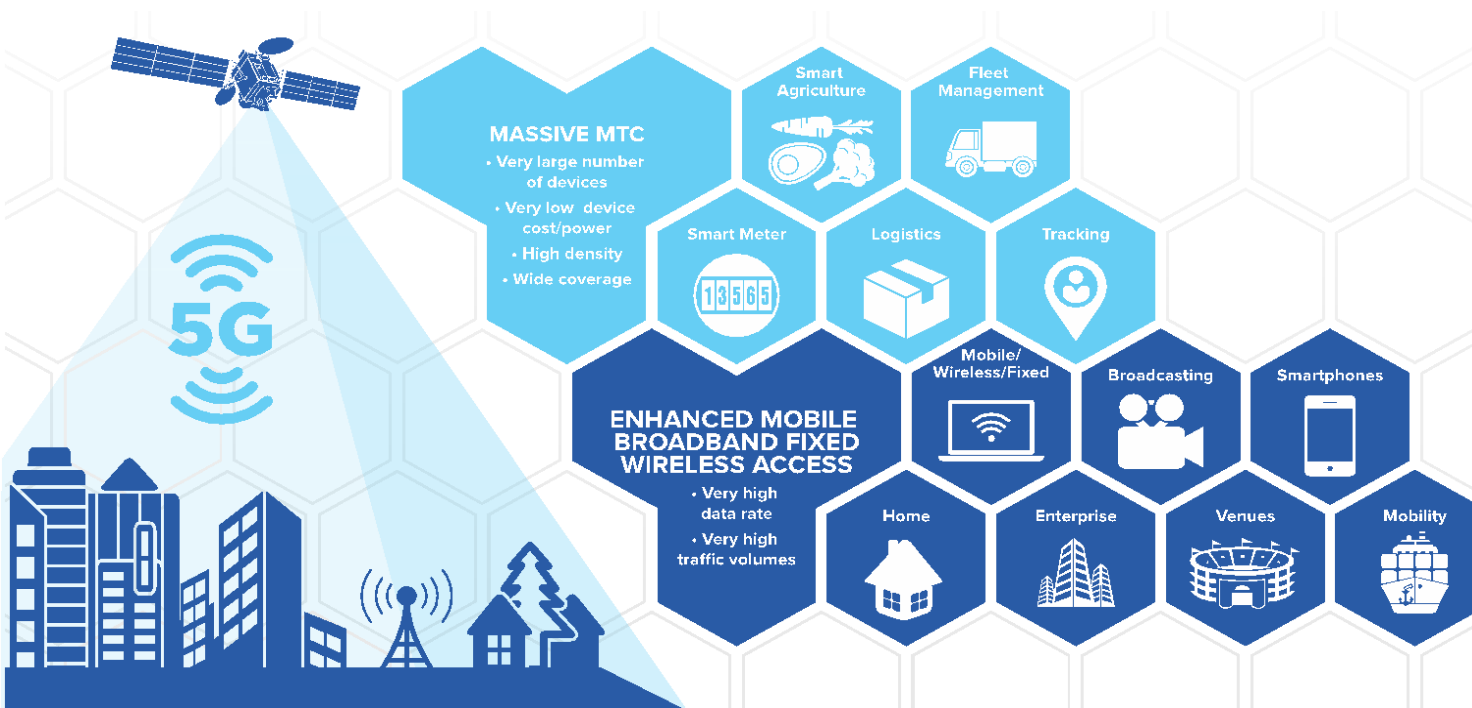 5G
MASSIVE MTC
• Very large number
of devices
• Very low device
cost/power
• High density
• Wide coverage
Smart
Agriculture
Fleet
Management
Smart Meter
13565
Logistics
Tracking
ENHANCED MOBILE
BROADBAND FIXED
WIRELESS ACCESS
• Very high
data rate
• Very high
traffic volumes
Mobile/
Wireless/Fixed
Broadcasting
Smartphones
Home
Enterprise
Venues
Mobility